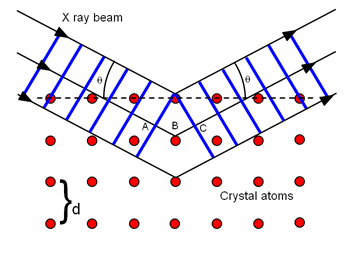 X ray beam
θ
θ
A
B
C
Crystal atoms
d